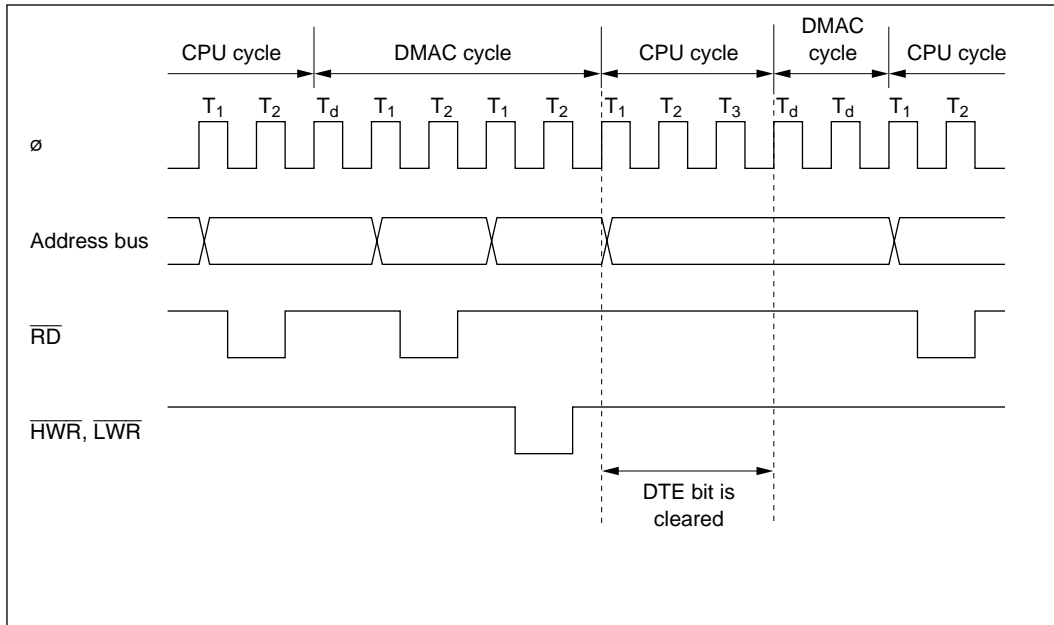 CPU cycle DMAC cycle CPU cycle DMAC cycle CPU cycle
T1 T2 Td T1 T2 T1 T2 T1 T2 T3 Td Td T1 T2
ø
Address bus
RD
HWR, LWR
DTE bit is
cleared